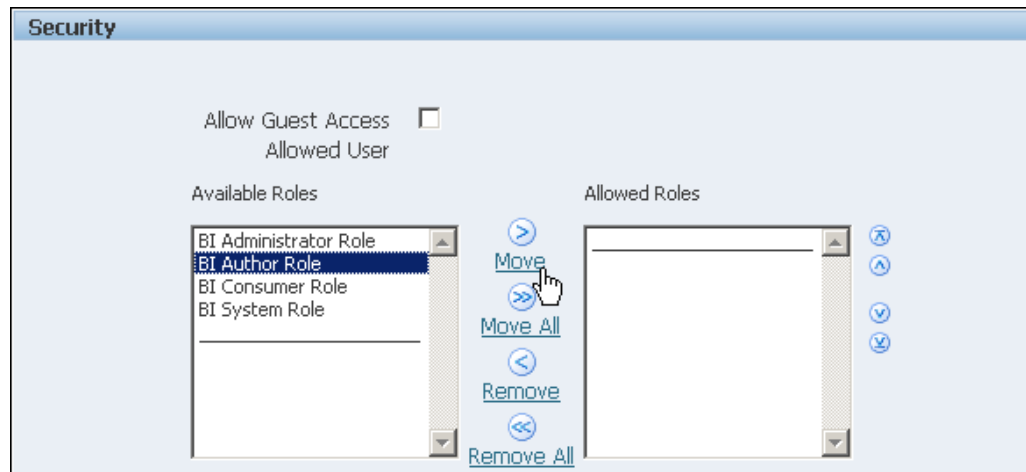 Security
Allow Guest Access
Allowed User
Available Roles
Allowed Roles
BI Administrator Role
BI Author Role
BI Consumer Role
BI System Role
Move
Move All
Remove
Remove All